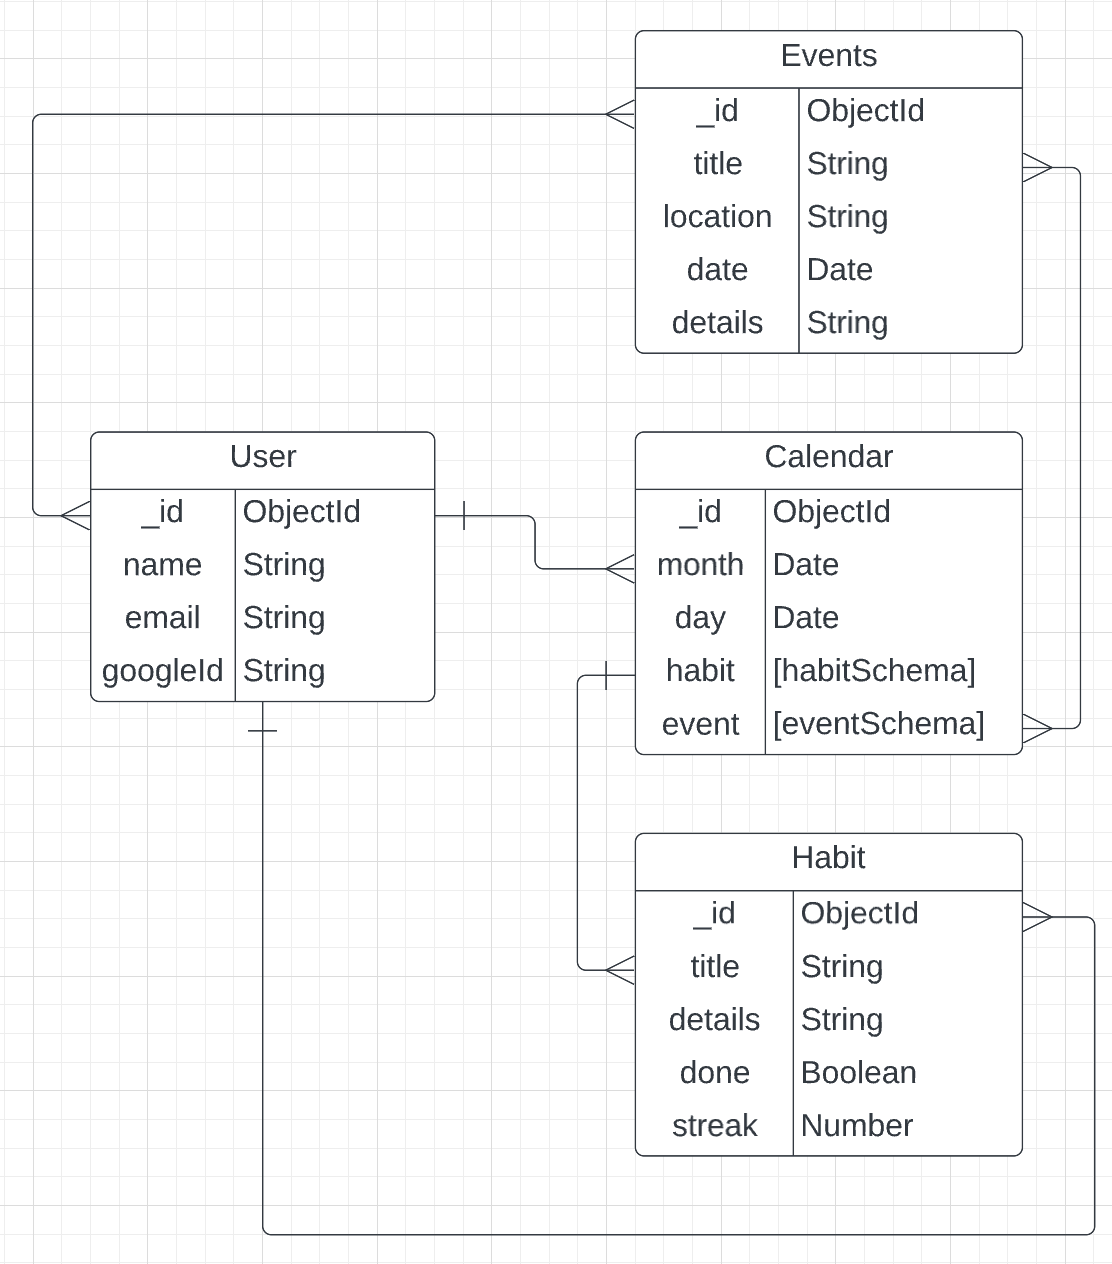 Events
_id ObjectId
title String
location String
date Date
details String
User
_id ObjectId
name String
email String
googleId String
Calendar
_id ObjectId
month Date
day Date
habit [habitSchema]
event [eventSchema]
Habit
_id ObjectId
title String
details String
done Boolean
streak Number